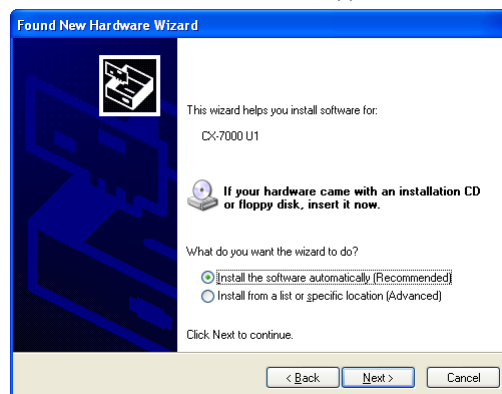 Found New Hardware Wizard
This wizard helps you install software for:
CX-7000 U1
If your hardware came with an installation CD
or floppy disk, insert it now.
What do you want the wizard to do?
Install the software automatically (Recommended)
Install from a list or specific location (Advanced)
Click Next to continue.
< Back Next > Cancel